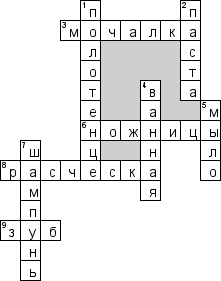 1 п 2 п
3 м о ч а л к а
л с
о т
т 4 в а
е а 5 м
6 н о ж н и ц ы
7 ш ц н л
8 р а с ч е с к а о
м я
п
9 з у б
н
ь